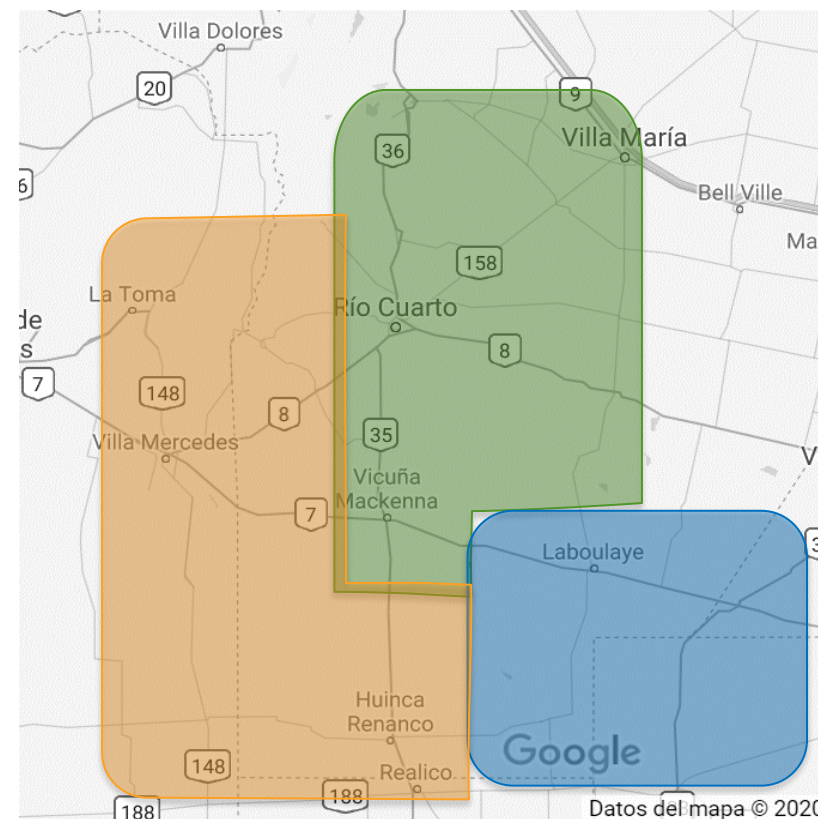 Villa Dolores
20
9
36
Villa María
6
Bell Ville
158
Ma
La Toma
Río Cuarto
de
s
8
7
148
8
35
Villa Mercedes
V
Vicuña
Mackenna
7
Laboulaye
3
Huinca
Renanco
Google
148
Realico
188
188
Datos del mapa © 2020